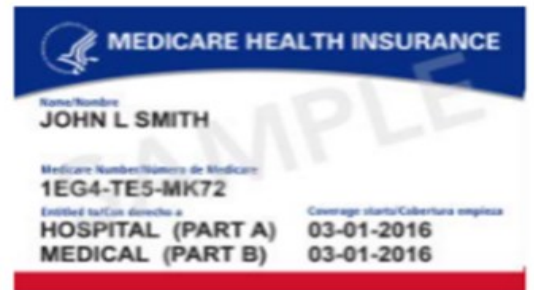 MEDICARE HEALTH INSURANCE
SAMPLE
Name/Nombre
JOHN L SMITH
Medicare Number/Número de Medicare
1EG4-TE5-MK72
Entitled to/Con derecho a
Coverage starts/Cobertura empieza
HOSPITAL (PART A) 03-01-2016
MEDICAL (PART B) 03-01-2016